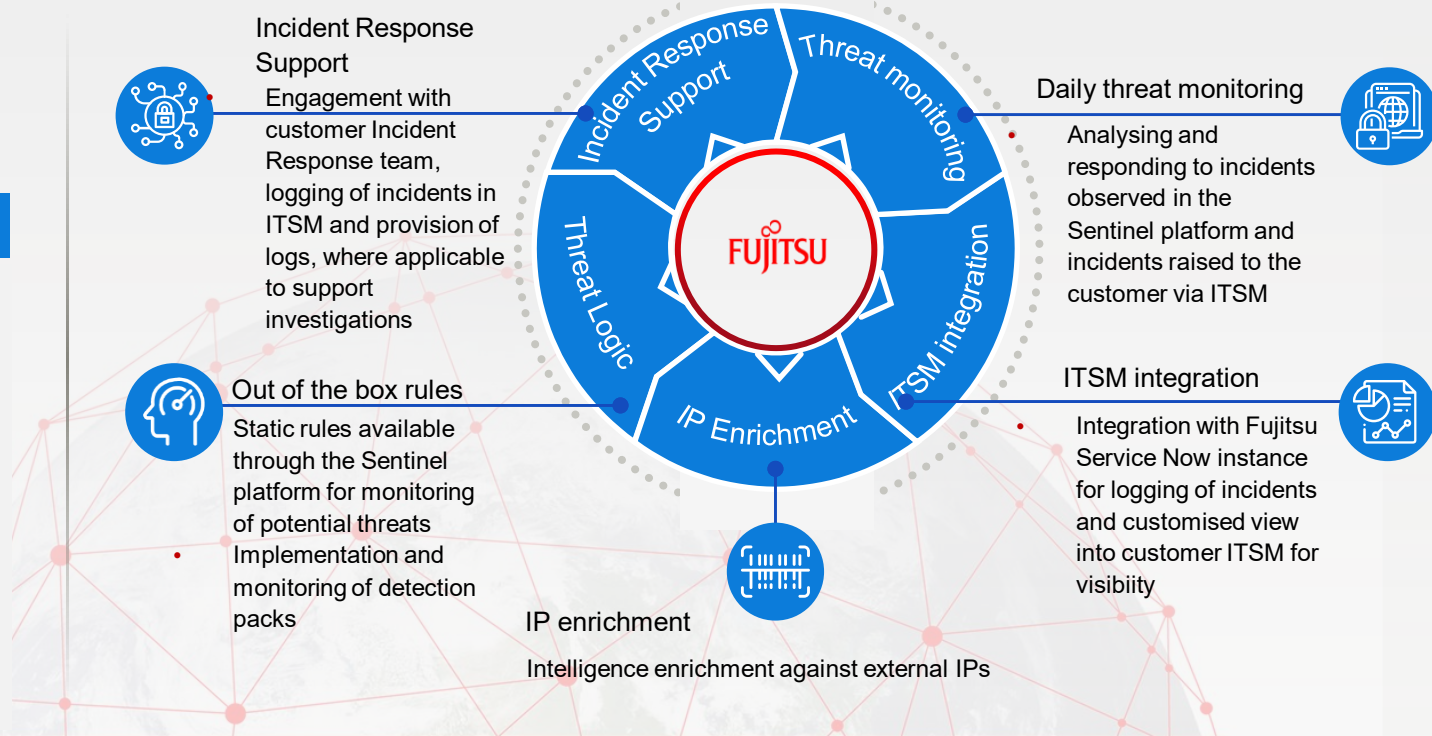 Incident Response
Support
Engagement with
customer Incident
Response team,
logging of incidents in
ITSM and provision of
logs, where applicable
to support
investigations
Out of the box rules
Static rules available
through the Sentinel
platform for monitoring
of potential threats
Implementation and
monitoring of detection
packs
Incident Response
Support
Threat monitoring
ITSM integration
IP Enrichment
Threat Logic
FUJITSU
Daily threat monitoring
Analysing and
responding to incidents
observed in the
Sentinel platform and
incidents raised to the
customer via ITSM
ITSM integration
Integration with Fujitsu
Service Now instance
for logging of incidents
and customised view
into customer ITSM for
visibiity
IP enrichment
Intelligence enrichment against external IPs